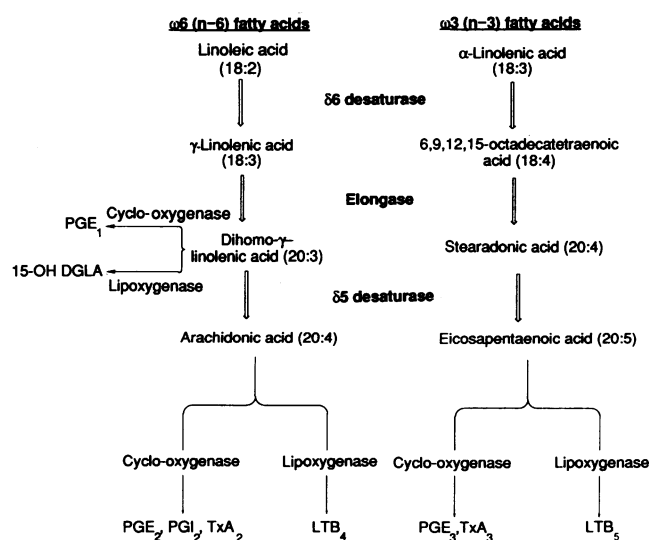 ω6 (n–6) fatty acids
ω3 (n–3) fatty acids
Linoleic acid
(18:2)
α-Linolenic acid
(18:3)
δ6 desaturase
γ-Linolenic acid
(18:3)
6,9,12,15-octadecatetraenoic
acid (18:4)
Elongase
Cyclo-oxygenase
PGE1
Dihomo-γ-
linolenic acid (20:3)
Stearadonic acid (20:4)
15-OH DGLA
Lipoxygenase
δ5 desaturase
Arachidonic acid (20:4)
Eicosapentaenoic acid (20:5)
Cyclo-oxygenase
Lipoxygenase
Cyclo-oxygenase
Lipoxygenase
PGE2, PGI2, TxA2
LTB4
PGE3,TxA3
LTB5